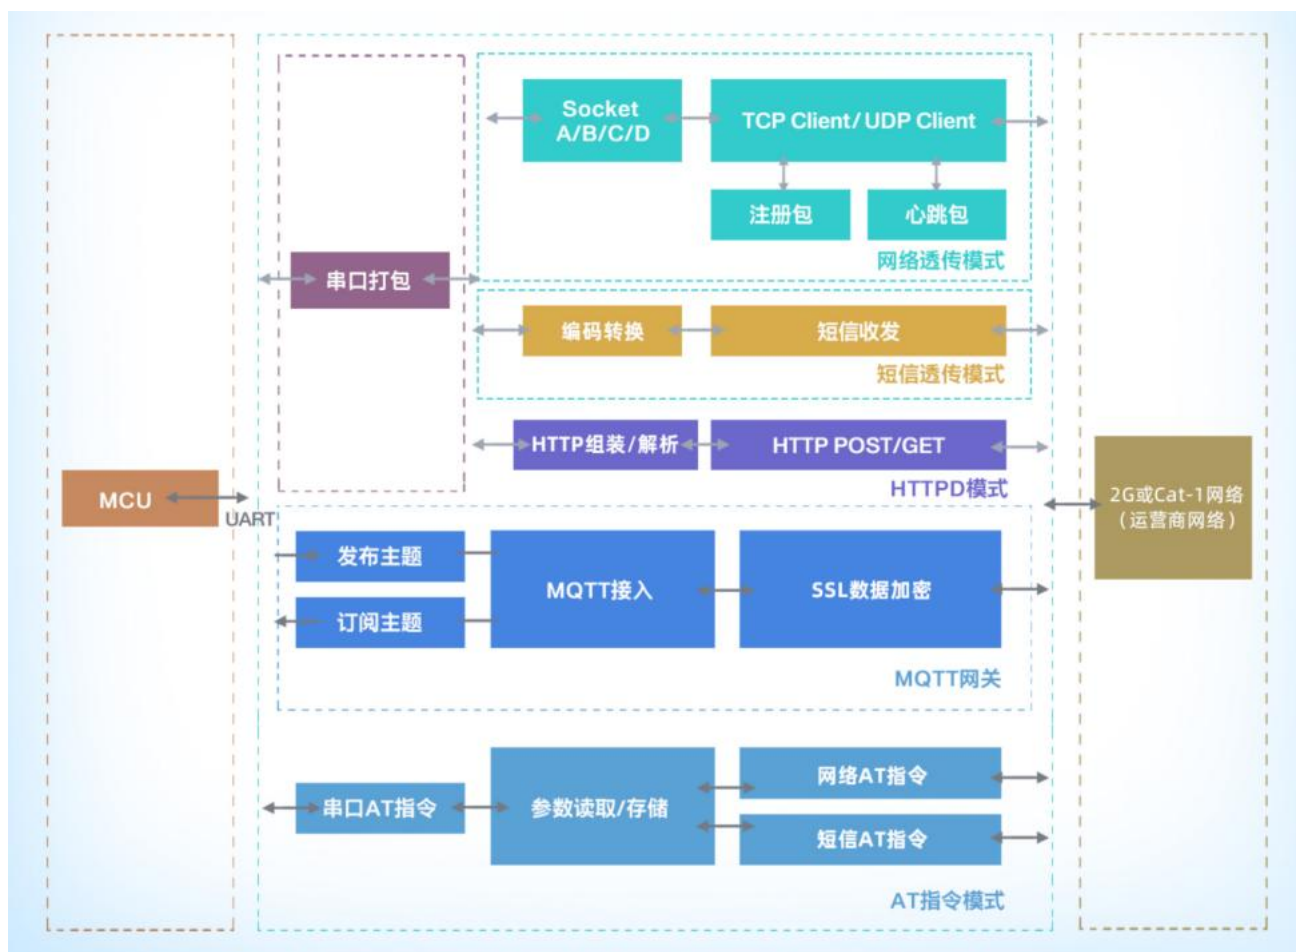 Socket
A/B/C/D
TCP Client/ UDP Client
注册包
心跳包
网络透传模式
串口打包
编码转换
短信收发
短信透传模式
HTTP组装/解析
HTTP POST/GET
HTTPD模式
MCU
UART
2G或Cat-1网络
（运营商网络）
发布主题
订阅主题
MQTT接入
SSL数据加密
MQTT网关
串口AT指令
参数读取/存储
网络AT指令
短信AT指令
AT指令模式